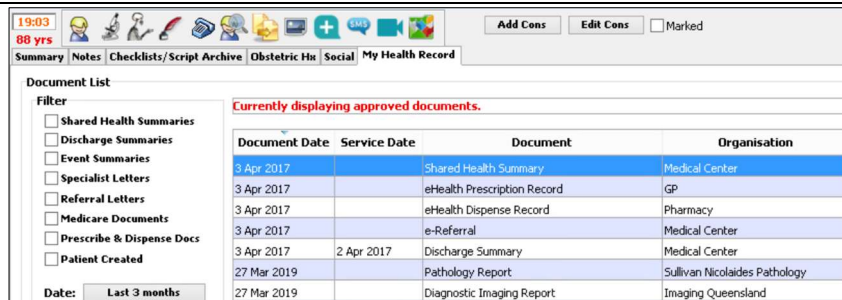 19:03
88 yrs
SMS
Add Cons Edit Cons Marked
Summary Notes Checklists/Script Archive Obstetric Hx Social My Health Record
Document List
Filter
Shared Health Summaries
Discharge Summaries
Event Summaries
Specialist Letters
Referral Letters
Medicare Documents
Prescribe & Dispense Docs
Patient Created
Date: Last 3 months
Currently displaying approved documents.
Document Date Service Date Document Organisation
3 Apr 2017 Shared Health Summary Medical Center
3 Apr 2017 eHealth Prescription Record GP
3 Apr 2017 eHealth Dispense Record Pharmacy
3 Apr 2017 e-Referral Medical Center
3 Apr 2017 2 Apr 2017 Discharge Summary Medical Center
27 Mar 2019 Pathology Report Sullivan Nicolaides Pathology
27 Mar 2019 Diagnostic Imaging Report Imaging Queensland